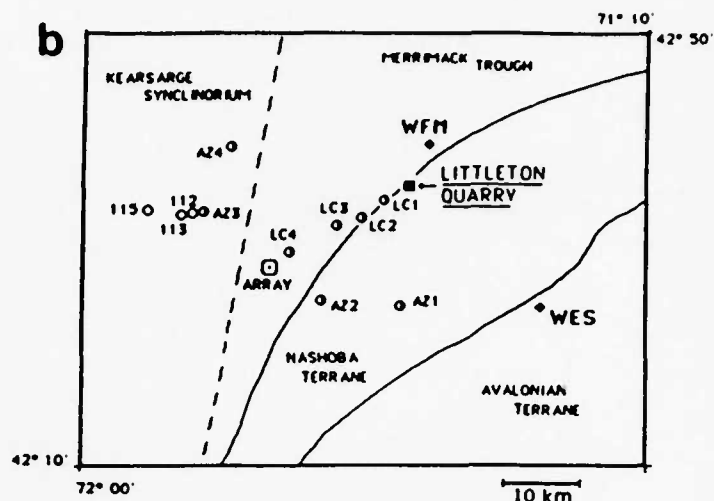 b
71° 10'
42° 50'
MERRIMACK TROUGH
KEARSARGE
SYNCLINORIUM
WFM
AZ4
LITTLETON
QUARRY
115
112
113
AZ3
LC1
LC3
LC2
LC4
ARRAY
AZ2
AZ1
WES
NASHOBA
TERRANE
AVALONIAN
TERRANE
42° 10'
72° 00'
10 km